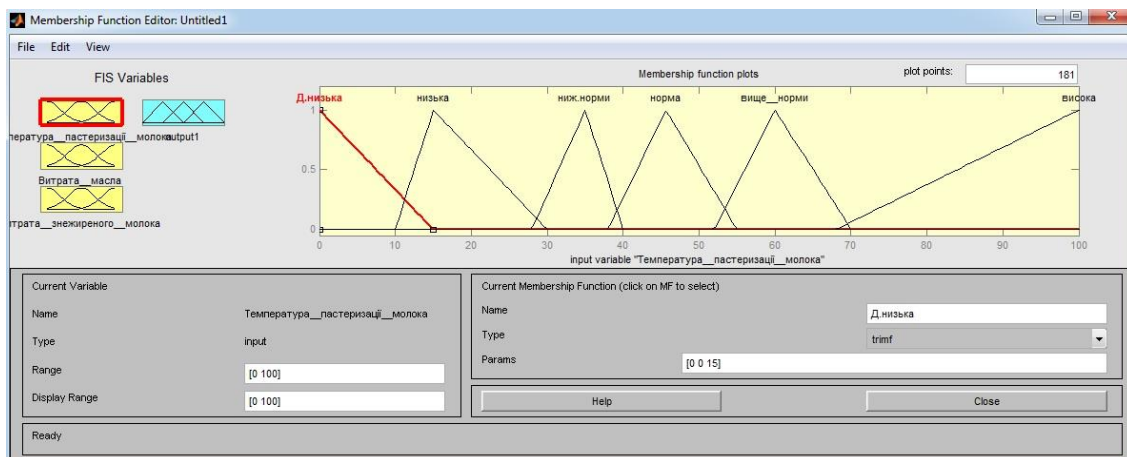 Membership Function Editor: Untitled1
File Edit View
FIS Variables
Membership function plots
plot points:
181
Д.низька низька ниж.норми норма вище__норми висока
1
0.5
0
0 10 20 30 40 50 60 70 80 90 100
input variable "Температура__пастеризації__молока"
пература__пастеризації__молока
output1
Витрата__масла
трата__знежиреного__молока
Current Variable
Name Температура__пастеризації__молока
Type input
Range [0 100]
Display Range [0 100]
Current Membership Function (click on MF to select)
Name Д.низька
Type trimf
Params [0 0 15]
Help Close
Ready